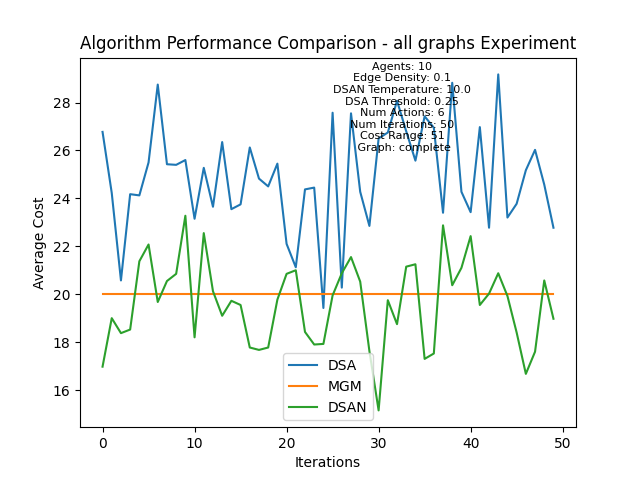 Algorithm Performance Comparison - all graphs Experiment
Agents: 10
Edge Density: 0.1
DSAN Temperature: 10.0
DSA Threshold: 0.25
Num Actions: 6
Num Iterations: 50
Cost Range: 51
Graph: complete
Average Cost
28
26
24
22
20
18
16
DSA
MGM
DSAN
0
10
20
30
40
50
Iterations